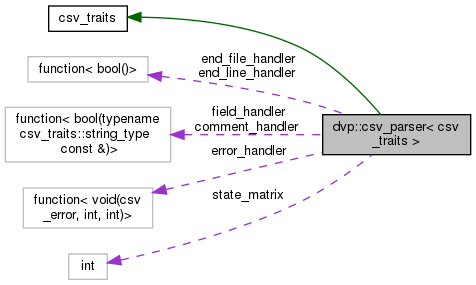 csv_traits
function< bool()>
end_file_handler
end_line_handler
function< bool(typename
csv_traits::string_type
const &)>
field_handler
comment_handler
dvp::csv_parser< csv
_traits >
error_handler
function< void(csv
_error, int, int)>
state_matrix
int